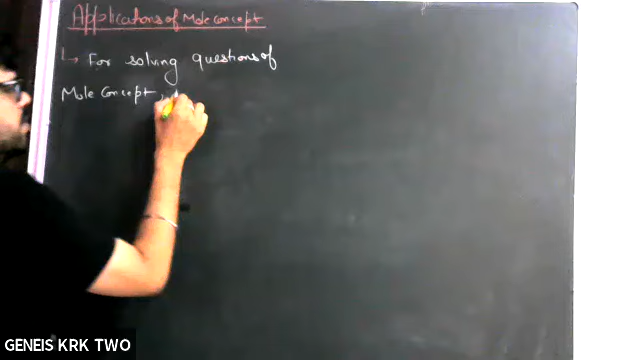 Applications of Mole Concept
↳ For solving questions of
Mole Concept,
GENEIS KRK TWO